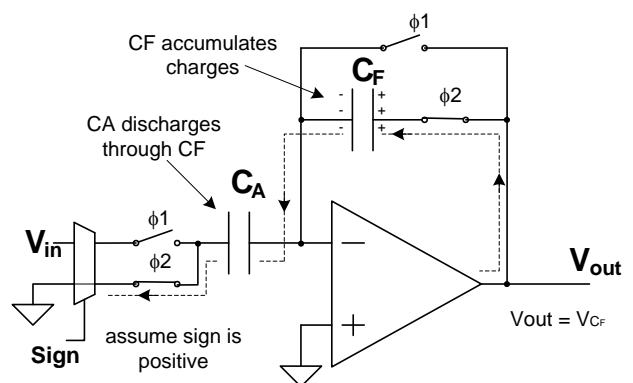 ϕ1
CF accumulates
charges
CF
- + 
- +
- +
ϕ2
CA discharges
through CF
CA
Vin
ϕ1
ϕ2
−
+
Vout
Vout = VCF
Sign
assume sign is
positive